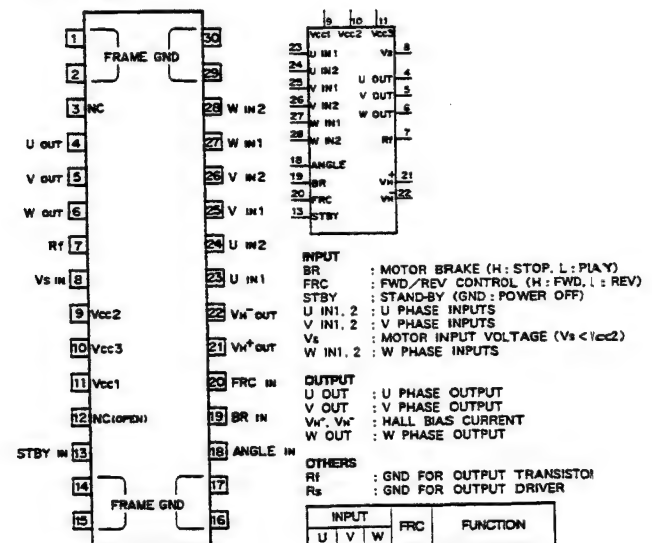 1
30
FRAME GND
2
29
3 NC
28 W IN2
U OUT 4
27 W IN1
V OUT 5
26 V IN2
W OUT 6
25 V IN1
Rf 7
24 U IN2
Vs IN 8
23 U IN1
9 Vcc2
22 VH⁻ OUT
10 Vcc3
21 VH⁺ OUT
11 Vcc1
20 FRC IN
12 NC(OPEN)
19 BR IN
STBY IN 13
18 ANGLE IN
14
17
FRAME GND
15
16
9 10 11
Vcc1 Vcc2 Vcc3
23 U IN1
Vs 8
24 U IN2
U OUT 4
25 V IN1
V OUT 5
26 V IN2
W OUT 6
27 W IN1
28 W IN2
Rf 7
18 ANGLE
19 BR
VH⁺ 21
20 FRC
VH⁻ 22
13 STBY
INPUT
BR : MOTOR BRAKE (H : STOP, L : PLAY)
FRC : FWD/REV CONTROL (H : FWD, L : REV)
STBY : STAND-BY (GND : POWER OFF)
U IN1, 2 : U PHASE INPUTS
V IN1, 2 : V PHASE INPUTS
Vs : MOTOR INPUT VOLTAGE (Vs < Vcc2)
W IN1, 2 : W PHASE INPUTS
OUTPUT
U OUT : U PHASE OUTPUT
V OUT : V PHASE OUTPUT
VH⁺, VH⁻ : HALL BIAS CURRENT
W OUT : W PHASE OUTPUT
OTHERS
Rf : GND FOR OUTPUT TRANSISTOR
Rs : GND FOR OUTPUT DRIVER
INPUT FRC FUNCTION
U V W